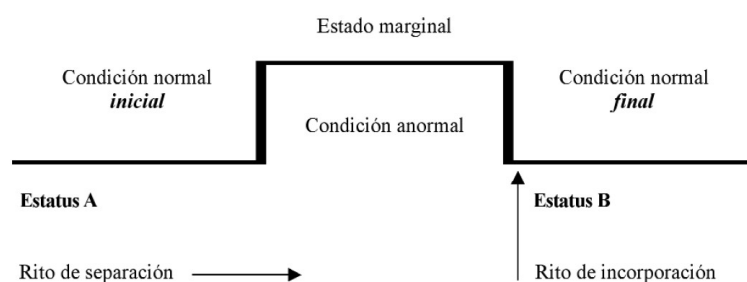 Estado marginal
Condición normal
inicial
Condición anormal
Condición normal
final
Estatus A
Estatus B
Rito de separación
Rito de incorporación